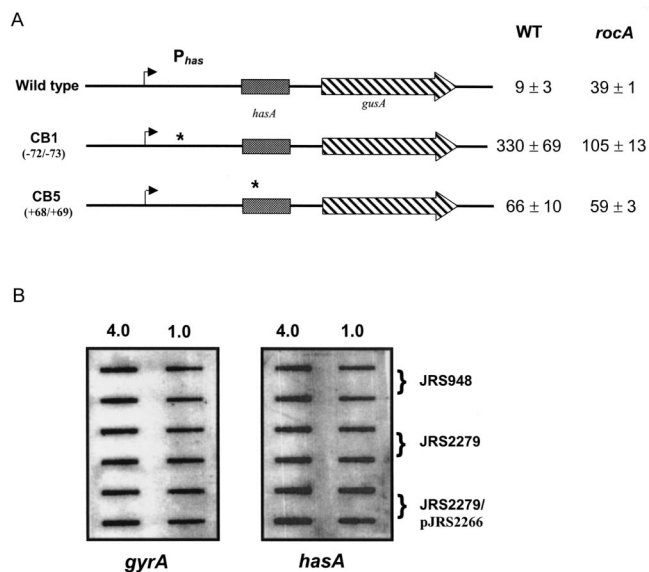 A
WT rocA
P has
Wild type 9 ± 3 39 ± 1
hasA gusA
CB1 330 ± 69 105 ± 13
(-72/-73)
*
*
CB5 66 ± 10 59 ± 3
(+68/+69)
B
4.0 1.0 4.0 1.0
} JRS948
} JRS2279
} JRS2279/
pJRS2266
gyrA hasA